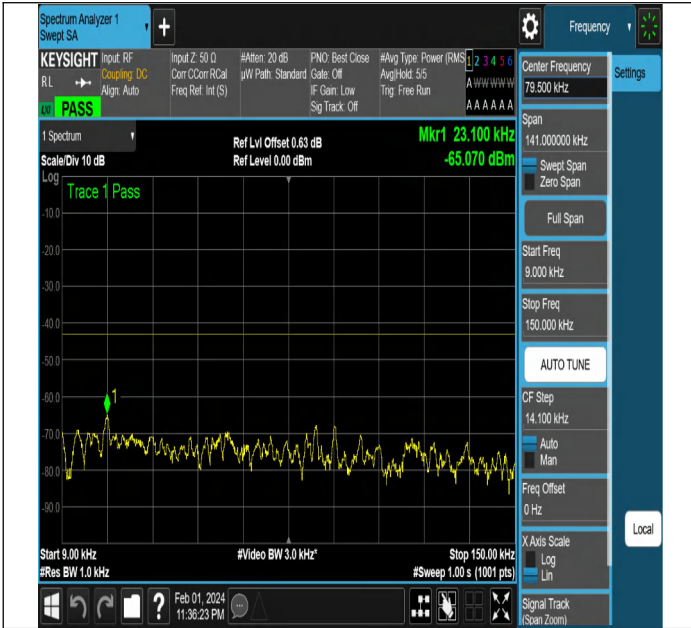 Spectrum Analyzer 1
Swept SA
+
Frequency
KEYSIGHT
RL
PASS
Input: RF
Coupling: DC
Align: Auto
Input Z: 50 Ω
Corr CCorr RCal
Freq Ref: Int (S)
#Atten: 20 dB
µW Path: Standard
PNO: Best Close
Gate: Off
IF Gain: Low
Sig Track: Off
#Avg Type: Power (RMS
Avg|Hold: 5/5
Trig: Free Run
1 2 3 4 5 6
A W W W W W
A A A A A A
1 Spectrum
Scale/Div 10 dB
Ref Lvl Offset 0.63 dB
Ref Level 0.00 dBm
Mkr1 23.100 kHz
-65.070 dBm
Log
Trace 1 Pass
-10.0
-20.0
-30.0
-40.0
-50.0
-60.0
-70.0
-80.0
-90.0
1
Start 9.00 kHz
#Res BW 1.0 kHz
#Video BW 3.0 kHz*
Stop 150.00 kHz
#Sweep 1.00 s (1001 pts)
Center Frequency
79.500 kHz
Settings
Span
141.000000 kHz
Swept Span
Zero Span
Full Span
Start Freq
9.000 kHz
Stop Freq
150.000 kHz
AUTO TUNE
CF Step
14.100 kHz
Auto
Man
Freq Offset
0 Hz
X Axis Scale
Log
Lin
Local
Signal Track
(Span Zoom)
?
Feb 01, 2024
11:36:23 PM